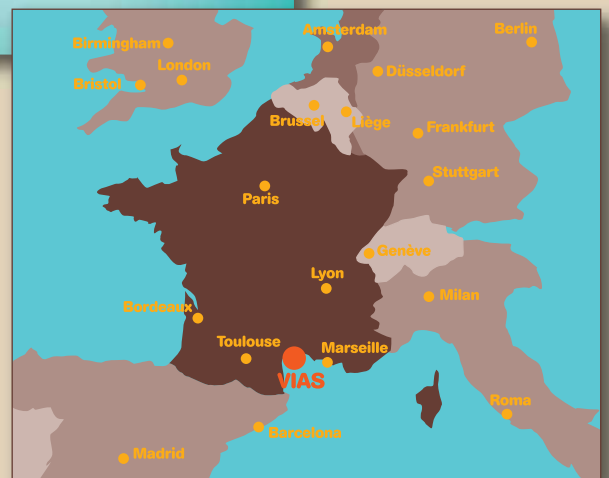 Amsterdam
Berlin
Birmingham
London
Düsseldorf
Bristol
Brussel
Liège
Frankfurt
Stuttgart
Paris
Genève
Lyon
Milan
Bordeaux
Toulouse
Marseille
VIAS
Roma
Barcelona
Madrid